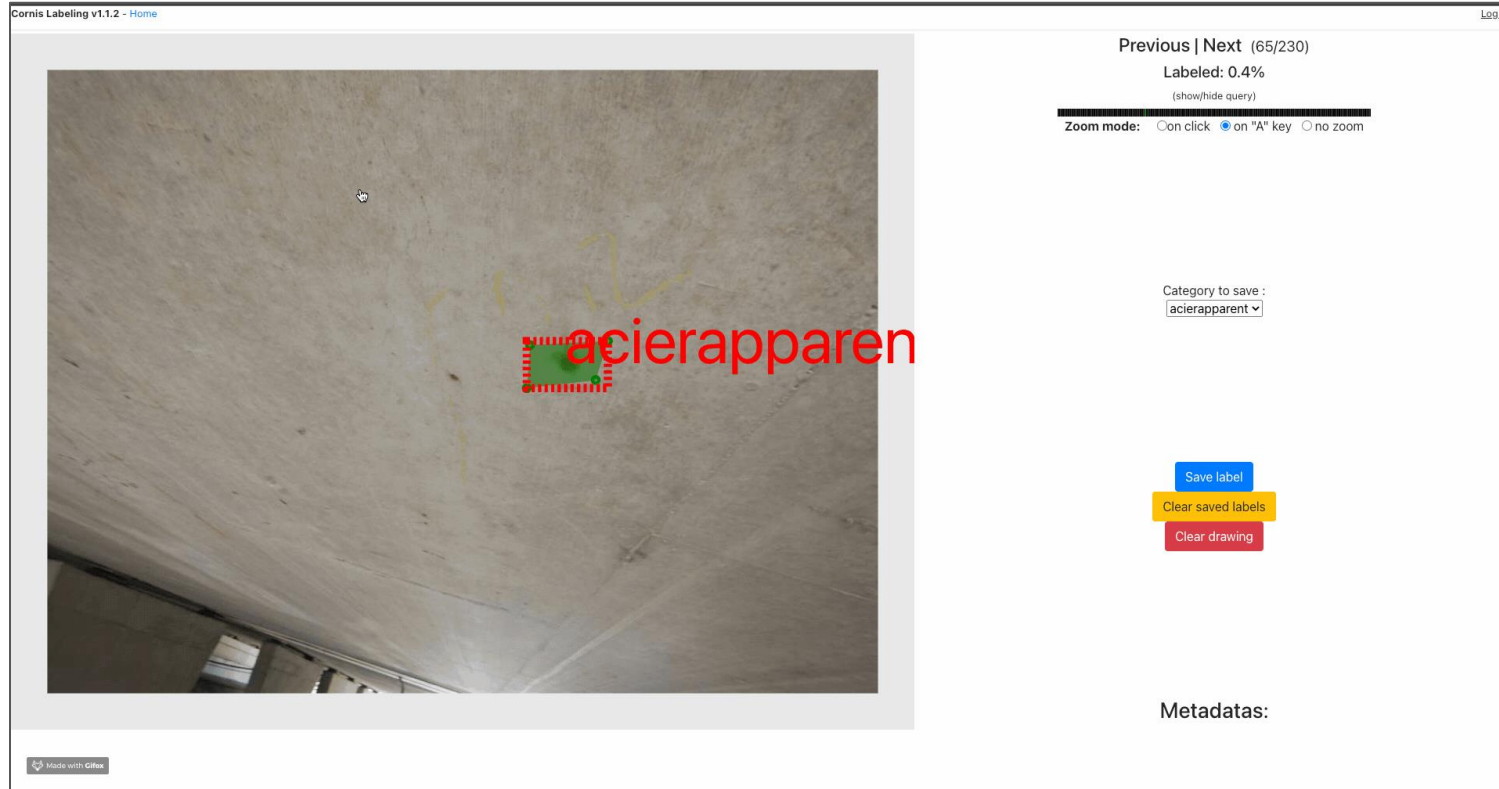 Cornis Labeling v1.1.2 - Home
Log
Previous | Next (65/230)
Labeled: 0.4%
(show/hide query)
Zoom mode: on click on "A" key no zoom
acierapparen
Category to save :
acierapparent
Save label
Clear saved labels
Clear drawing
Metadatas:
Made with Gifox